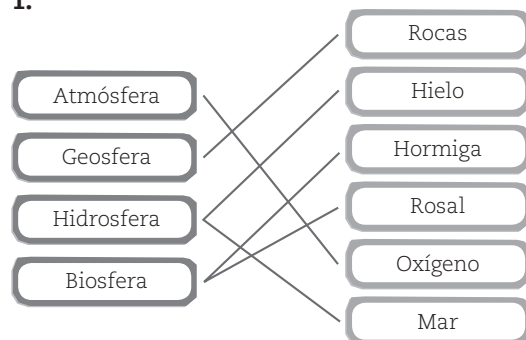 1.
Atmósfera
Geosfera
Hidrosfera
Biosfera
Rocas
Hielo
Hormiga
Rosal
Oxígeno
Mar